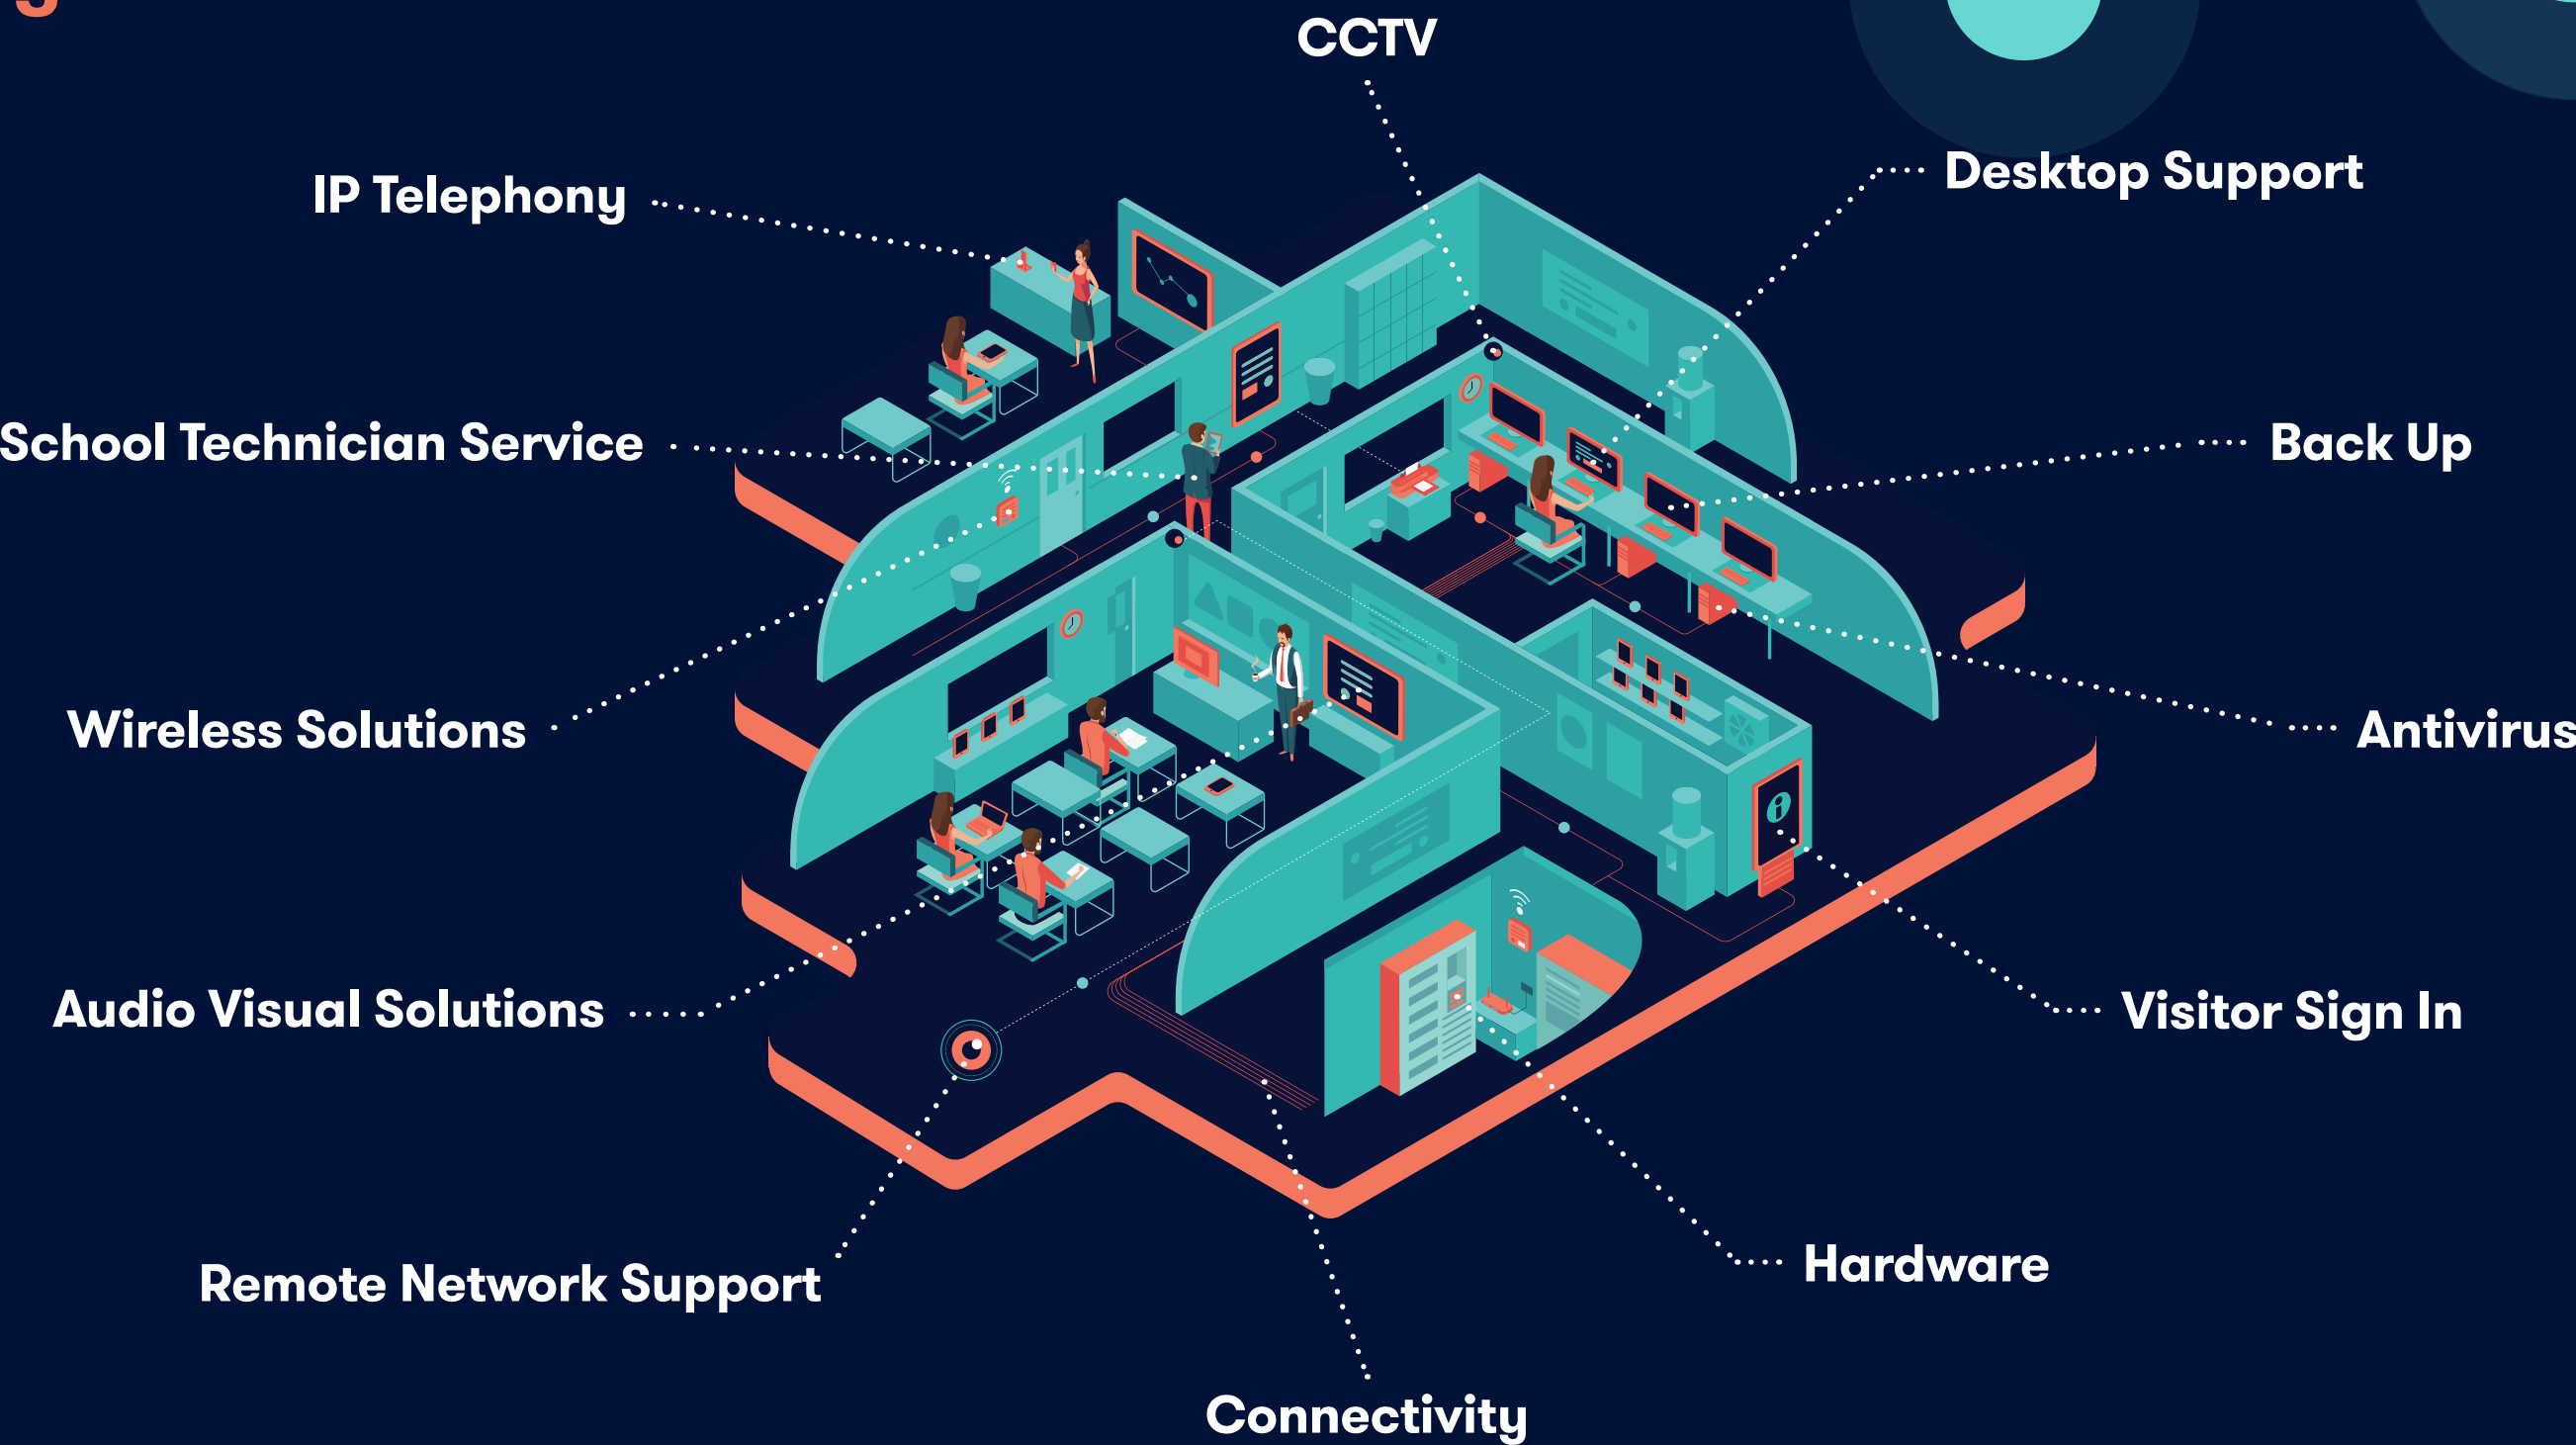 CCTV
IP Telephony
Desktop Support
School Technician Service
Back Up
Wireless Solutions
Antivirus
Audio Visual Solutions
Visitor Sign In
Remote Network Support
Hardware
Connectivity